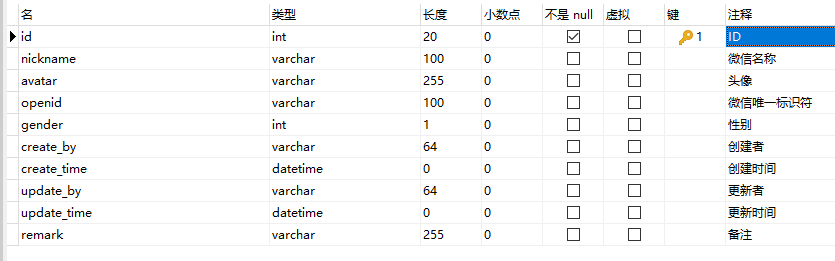 名 类型 长度 小数点 不是 null 虚拟 键 注释
id int 20 0 1 ID
nickname varchar 100 0 微信名称
avatar varchar 255 0 头像
openid varchar 100 0 微信唯一标识符
gender int 1 0 性别
create_by varchar 64 0 创建者
create_time datetime 0 0 创建时间
update_by varchar 64 0 更新者
update_time datetime 0 0 更新时间
remark varchar 255 0 备注